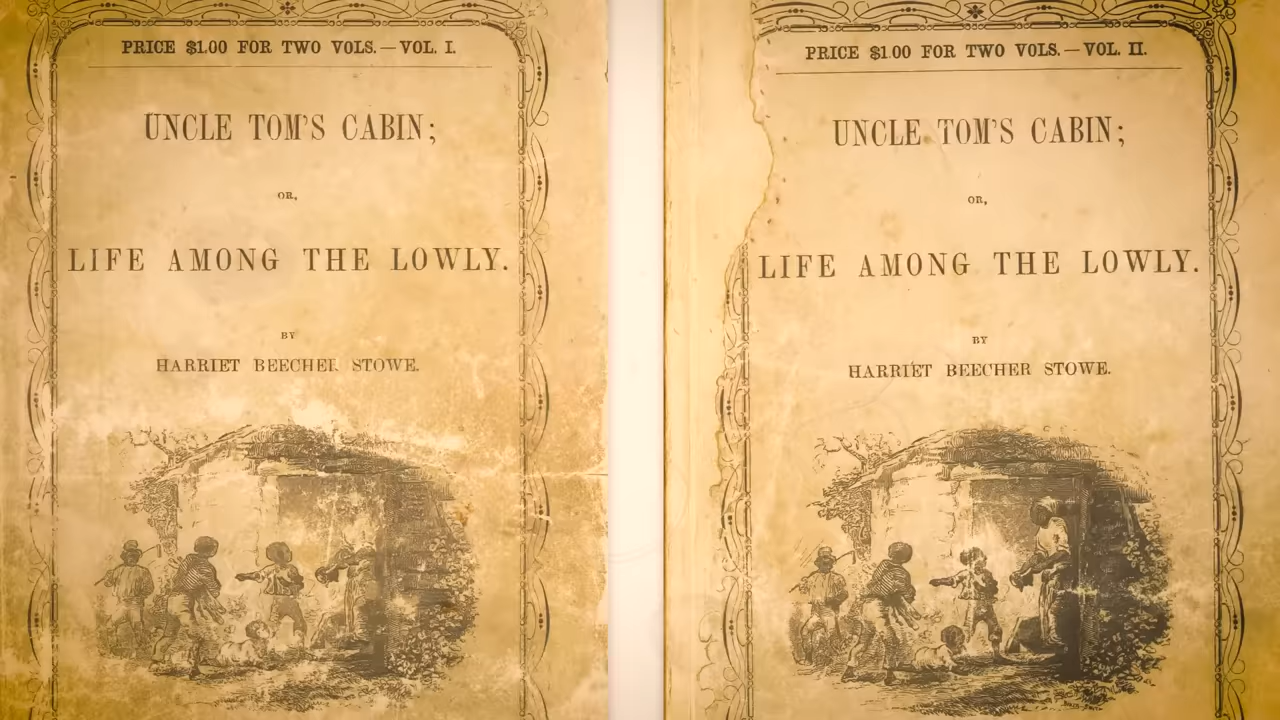 PRICE $1.00 FOR TWO VOLS.—VOL. I.
UNCLE TOM'S CABIN;
OR,
LIFE AMONG THE LOWLY.
BY
HARRIET BEECHER STOWE.
PRICE $1.00 FOR TWO VOLS.—VOL. II.
UNCLE TOM'S CABIN;
OR,
LIFE AMONG THE LOWLY.
BY
HARRIET BEECHER STOWE.